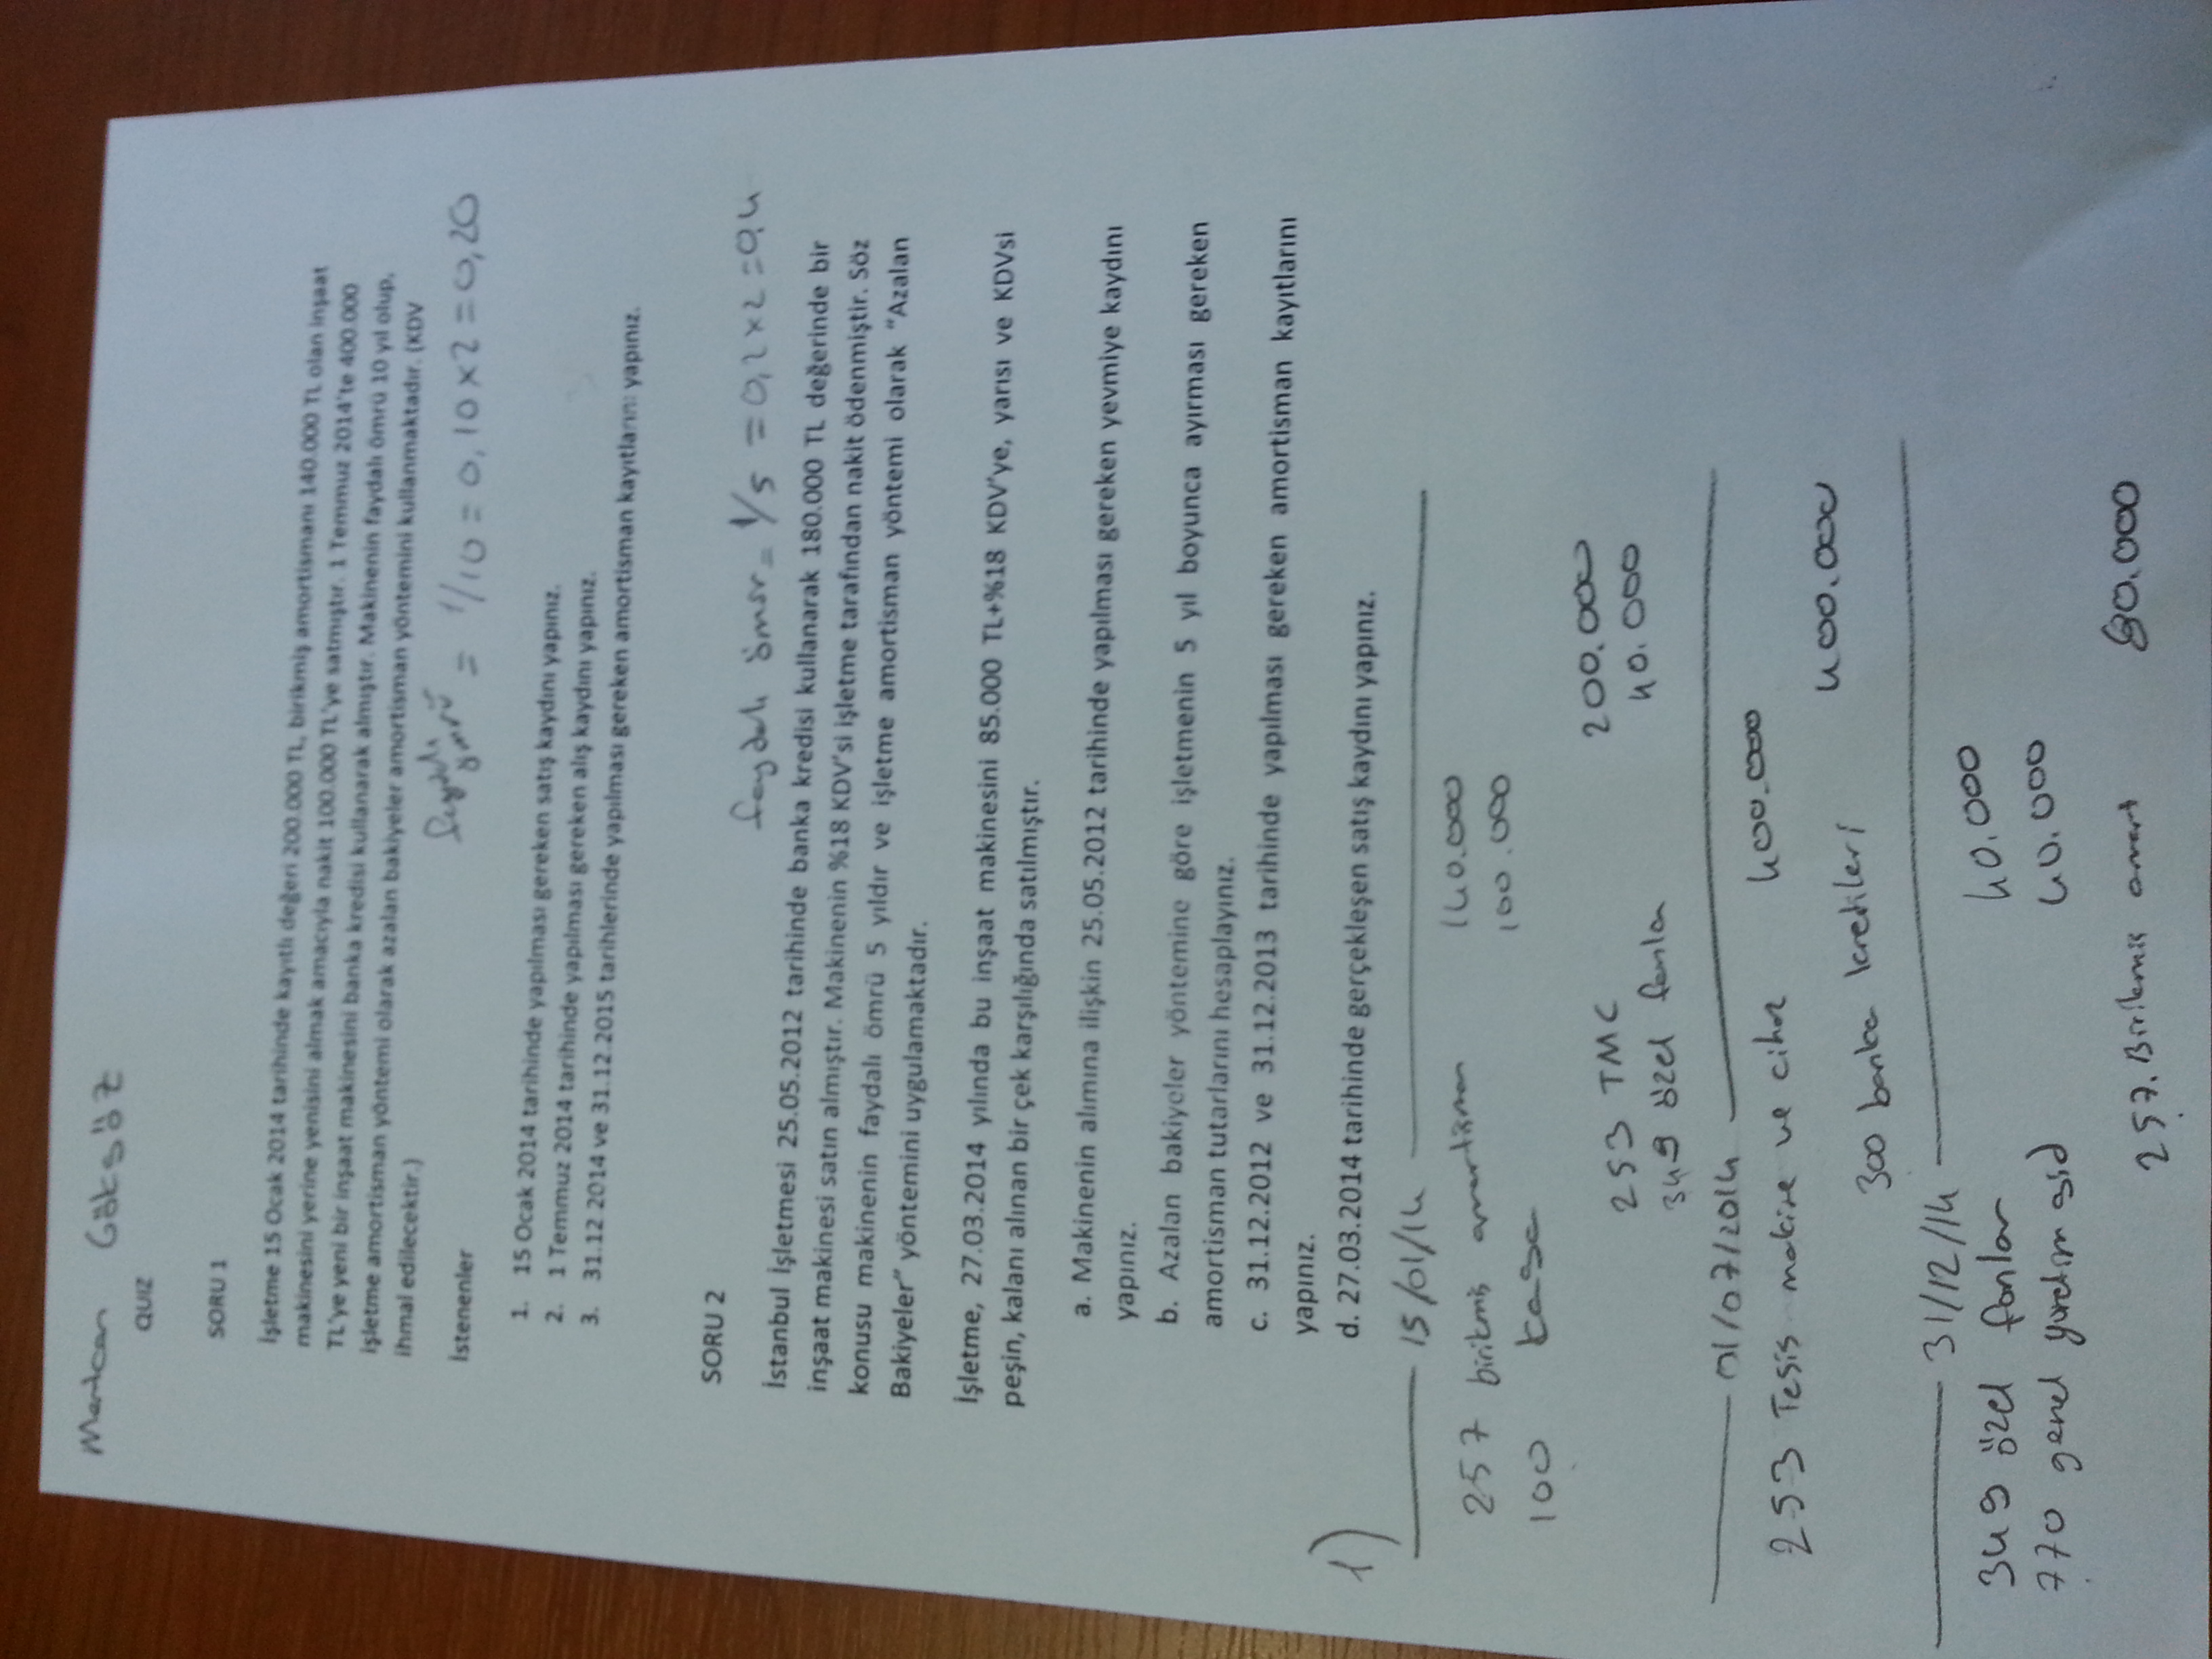 Mertcan Göksöz
QUIZ
SORU 1
İşletme 15 Ocak 2014 tarihinde kayıtlı değeri 200.000 TL, birikmiş amortismanı 140.000 TL olan inşaat
makinesini yerine yenisini almak amacıyla nakit 100.000 TL'ye satmıştır. 1 Temmuz 2014'te 400.000
TL'ye yeni bir inşaat makinesini banka kredisi kullanarak almıştır. Makinenin faydalı ömrü 10 yıl olup,
işletme amortisman yöntemi olarak azalan bakiyeler amortisman yöntemini kullanmaktadır. (KDV
ihmal edilecektir.)
faydalı ömrü = 1/10 = 0,10x2=0,20
İstenenler
1. 15 Ocak 2014 tarihinde yapılması gereken satış kaydını yapınız.
2. 1 Temmuz 2014 tarihinde yapılması gereken alış kaydını yapınız.
3. 31.12.2014 ve 31.12.2015 tarihlerinde yapılması gereken amortisman kayıtlarını yapınız.
SORU 2
faydalı ömür = 1/5 = 0,2x2=0,4
İstanbul İşletmesi 25.05.2012 tarihinde banka kredisi kullanarak 180.000 TL değerinde bir
inşaat makinesi satın almıştır. Makinenin %18 KDV'si işletme tarafından nakit ödenmiştir. Söz
konusu makinenin faydalı ömrü 5 yıldır ve işletme amortisman yöntemi olarak "Azalan
Bakiyeler" yöntemini uygulamaktadır.
İşletme, 27.03.2014 yılında bu inşaat makinesini 85.000 TL+%18 KDV'ye, yarısı ve KDVsi
peşin, kalanı alınan bir çek karşılığında satılmıştır.
a. Makinenin alımına ilişkin 25.05.2012 tarihinde yapılması gereken yevmiye kaydını
yapınız.
b. Azalan bakiyeler yöntemine göre işletmenin 5 yıl boyunca ayırması gereken
amortisman tutarlarını hesaplayınız.
c. 31.12.2012 ve 31.12.2013 tarihinde yapılması gereken amortisman kayıtlarını
yapınız.
d. 27.03.2014 tarihinde gerçekleşen satış kaydını yapınız.
1)
15/01/14
257 birikmiş amortisman 140.000
100 kasa 100.000
253 TMC 200.000
349 özel fonlar 40.000
01/07/2014
253 Tesis makine ve cihaz 400.000
300 banka kredileri 400.000
31/12/14
349 özel fonlar 40.000
770 genel yönetim gid 40.000
257. Birikmiş amort 80.000